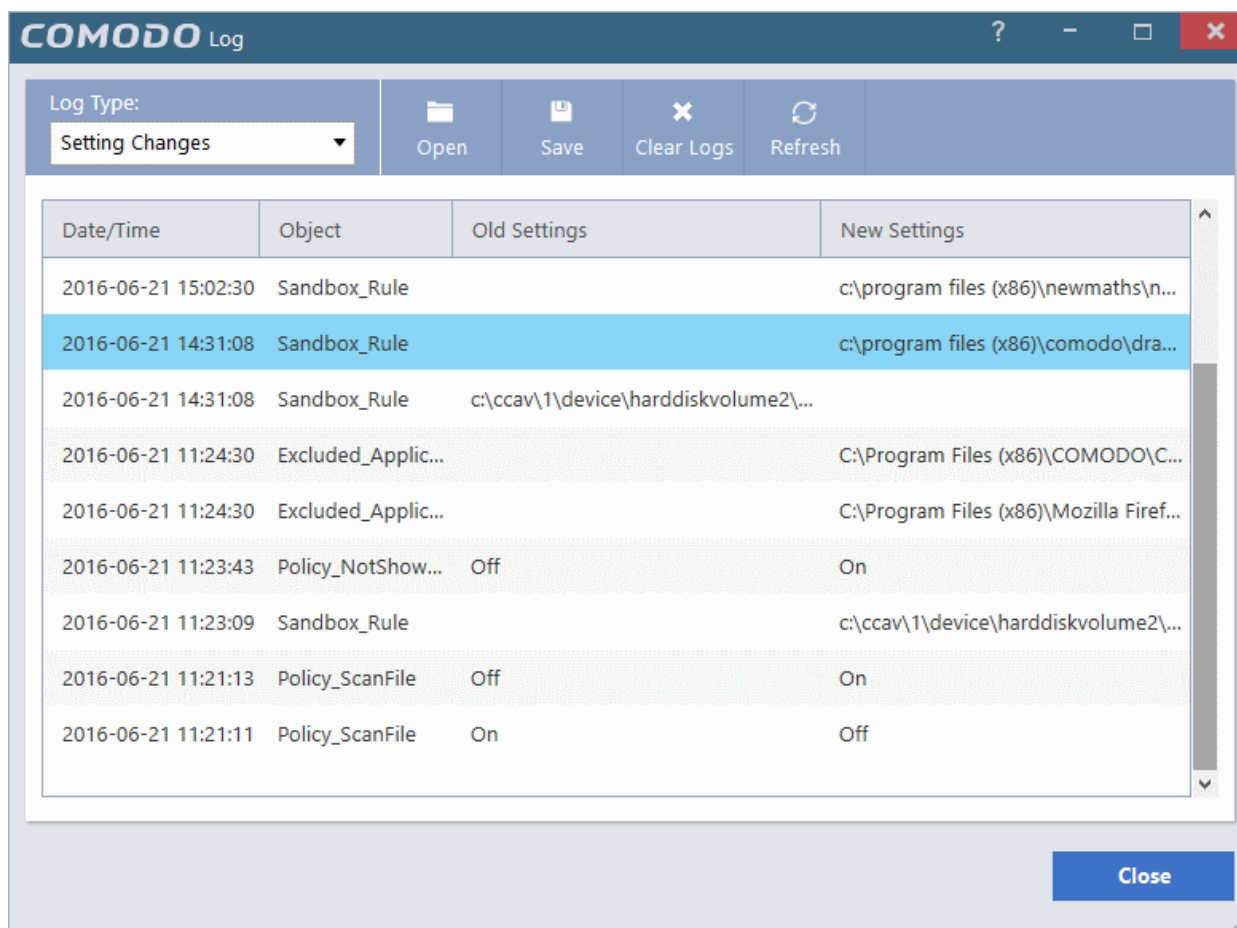 COMODO Log
?
Log Type:
Setting Changes
Open
Save
Clear Logs
Refresh
Date/Time Object Old Settings New Settings
2016-06-21 15:02:30 Sandbox_Rule c:\program files (x86)\newmaths\n...
2016-06-21 14:31:08 Sandbox_Rule c:\program files (x86)\comodo\dra...
2016-06-21 14:31:08 Sandbox_Rule c:\ccav\1\device\harddiskvolume2\...
2016-06-21 11:24:30 Excluded_Applic... C:\Program Files (x86)\COMODO\C...
2016-06-21 11:24:30 Excluded_Applic... C:\Program Files (x86)\Mozilla Firef...
2016-06-21 11:23:43 Policy_NotShow... Off On
2016-06-21 11:23:09 Sandbox_Rule c:\ccav\1\device\harddiskvolume2\...
2016-06-21 11:21:13 Policy_ScanFile Off On
2016-06-21 11:21:11 Policy_ScanFile On Off
Close